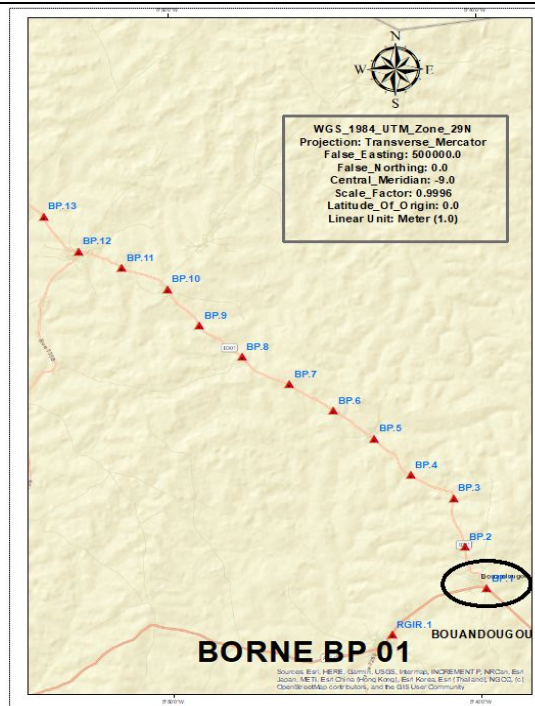 N
W E
S
WGS_1984_UTM_Zone_29N
Projection: Transverse_Mercator
False_Easting: 500000.0
False_Northing: 0.0
Central_Meridian: -9.0
Scale_Factor: 0.9996
Latitude_Of_Origin: 0.0
Linear Unit: Meter (1.0)
BP.13
BP.12
BP.11
BP.10
BP.9
BP.8
BP.7
BP.6
BP.5
BP.4
BP.3
BP.2
BP.1
RGIR.1
BOUANDOUGOU
BORNE BP 01
Sources: Esri, HERE, Garmin, USGS, Intermap, INCREMENT P, NRCan, Esri
Japan, METI, Esri China (Hong Kong), Esri Korea, Esri (Thailand), NGCC, (c)
OpenStreetMap contributors, and the GIS User Community